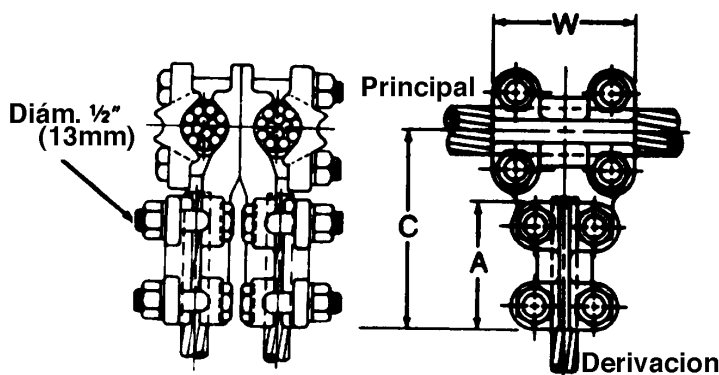 W
Principal
Diám. ½"
(13mm)
C
A
Derivacion